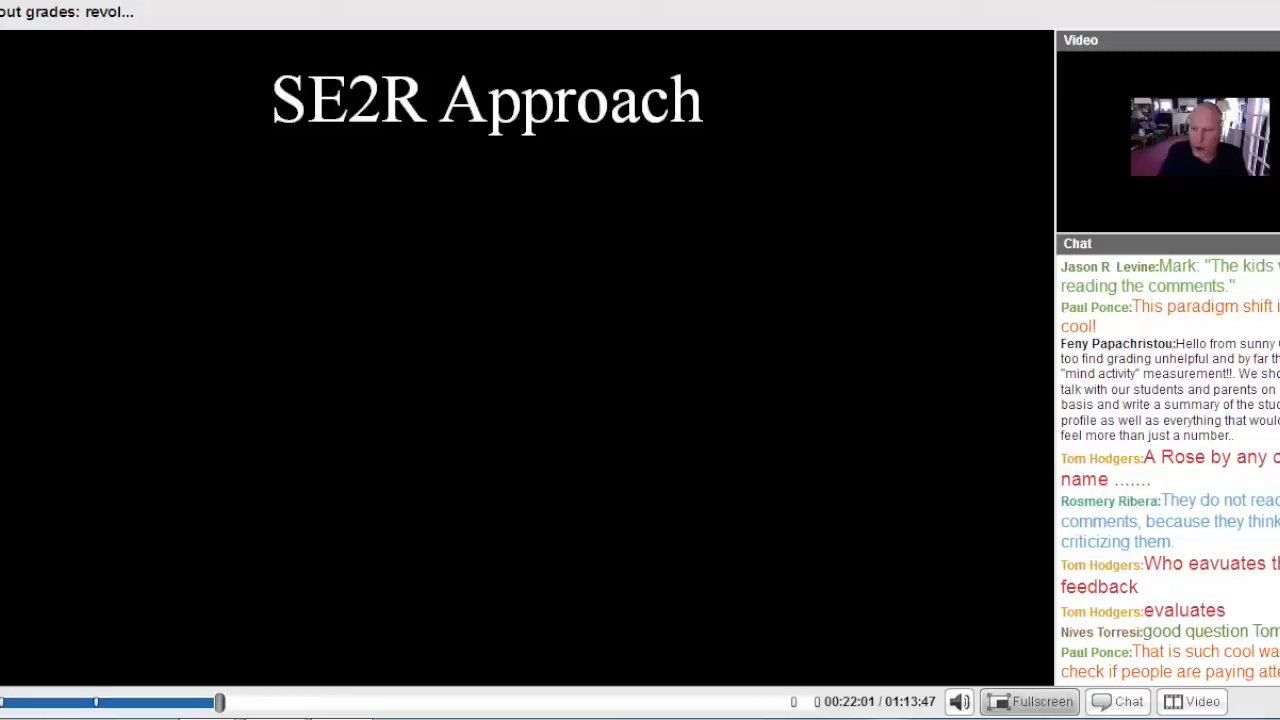 out grades: revol...
SE2R Approach
Video
Chat
Jason R Levine:Mark: "The kids
reading the comments."
Paul Ponce:This paradigm shift i
cool!
Feny Papachristou:Hello from sunny
too find grading unhelpful and by far th
"mind activity" measurement!!. We sho
talk with our students and parents on
basis and write a summary of the stud
profile as well as everything that would
feel more than just a number..
Tom Hodgers:A Rose by any o
name .......
Rosmery Ribera:They do not read
comments, because they think
criticizing them.
Tom Hodgers:Who eavuates th
feedback
Tom Hodgers:evaluates
Nives Torresi:good question Tom
Paul Ponce:That is such cool wa
check if people are paying atte
00:22:01 / 01:13:47
Fullscreen
Chat
Video